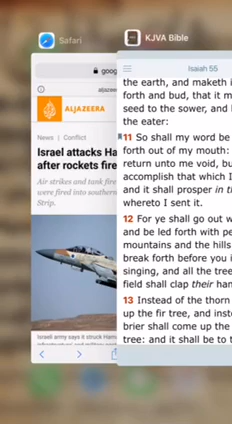 Safari
KJVA Bible
goog
Isaiah 55
aljazee
ALJAZEERA
News | Conflict
Israel attacks Ha
after rockets fire
Air strikes and tank fire
were fired into southern
Strip.
Israeli army says it struck Ham
the earth, and maketh i
forth and bud, that it m
seed to the sower, and b
the eater:
11 So shall my word be
forth out of my mouth:
return unto me void, bu
accomplish that which I
and it shall prosper in t
whereto I sent it.
12 For ye shall go out w
and be led forth with pe
mountains and the hills
break forth before you i
singing, and all the tree
field shall clap their han
13 Instead of the thorn
up the fir tree, and inste
brier shall come up the
tree: and it shall be to t